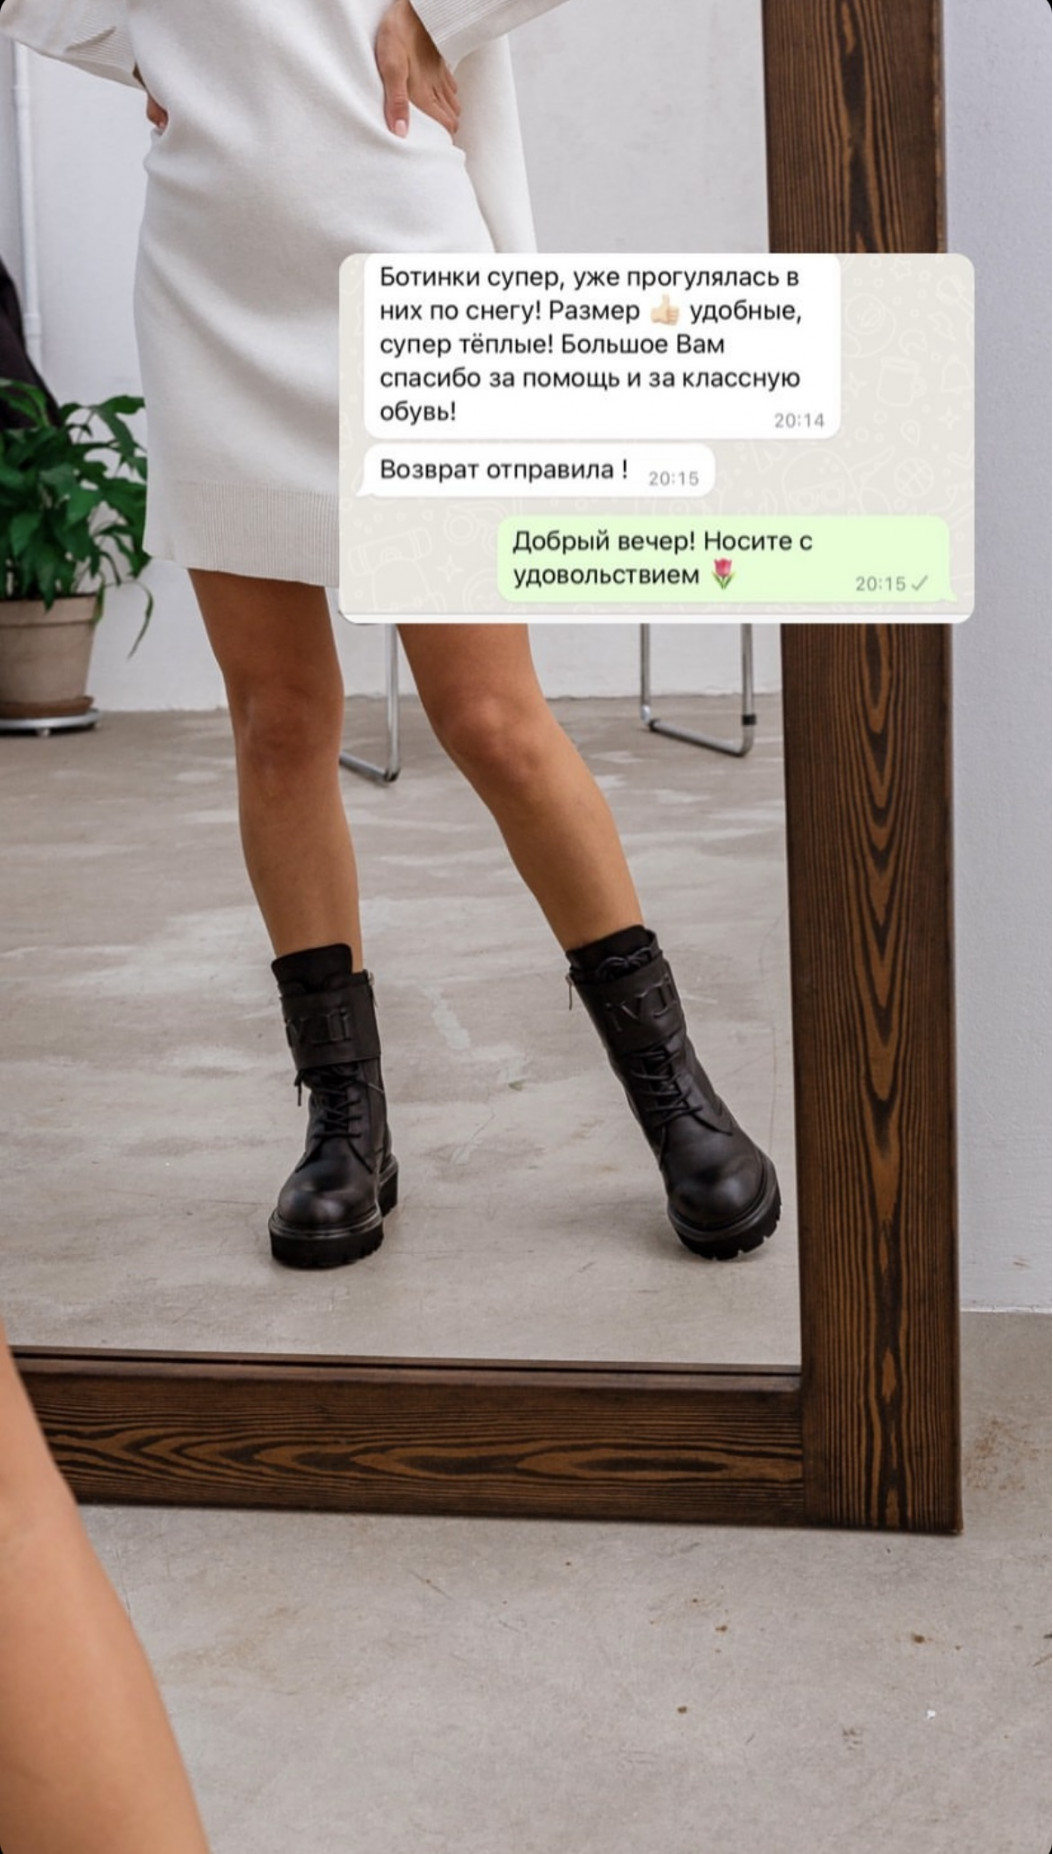 Ботинки супер, уже прогулялась в
них по снегу! Размер 👍🏻 удобные,
супер тёплые! Большое Вам
спасибо за помощь и за классную
обувь!
20:14
Возврат отправила !
20:15
Добрый вечер! Носите с
удовольствием 🌷
20:15